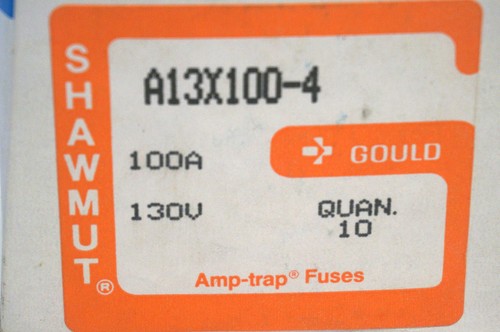 SHAWMUT®
A13X100-4
100A
GOULD
130V
QUAN.
10
Amp-trap® Fuses